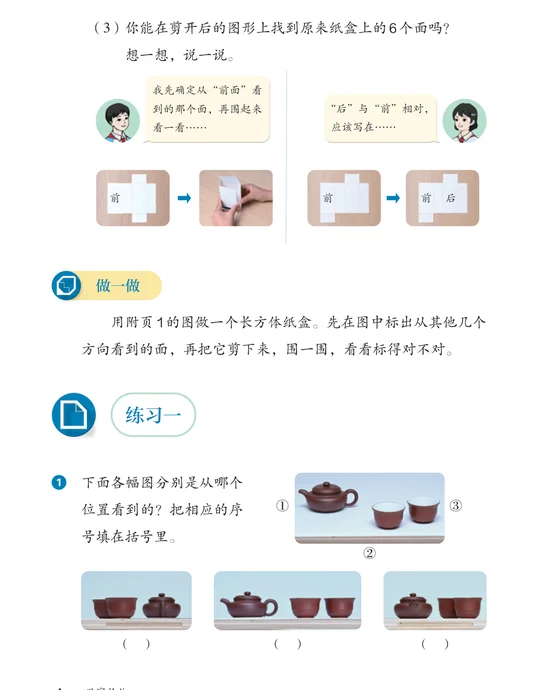 （3）你能在剪开后的图形上找到原来纸盒上的6个面吗？
想一想，说一说。
我先确定从“前面”看
到的那个面，再围起来
看一看……
“后”与“前”相对，
应该写在……
前
前
前 后
做一做
用附页1的图做一个长方体纸盒。先在图中标出从其他几个
方向看到的面，再把它剪下来，围一围，看看标得对不对。
练习一
1 下面各幅图分别是从哪个
位置看到的？把相应的序
号填在括号里。
①
③
②
（ ） （ ） （ ）